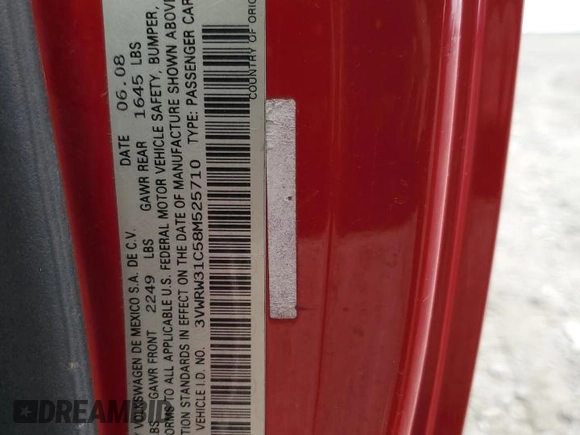 VOLKSWAGEN DE MEXICO S.A. DE C.V. DATE 06.08
LBS GAWR FRONT 2249 LBS GAWR REAR 1645 LBS
ORMS TO ALL APPLICABLE U.S. FEDERAL MOTOR VEHICLE SAFETY, BUMPER,
TION STANDARDS IN EFFECT ON THE DATE OF MANUFACTURE SHOWN ABOVE
VEHICLE I.D. NO. 3VWRW31C58M525710 TYPE: PASSENGER CAR
COUNTRY OF ORIG
DREAMBID